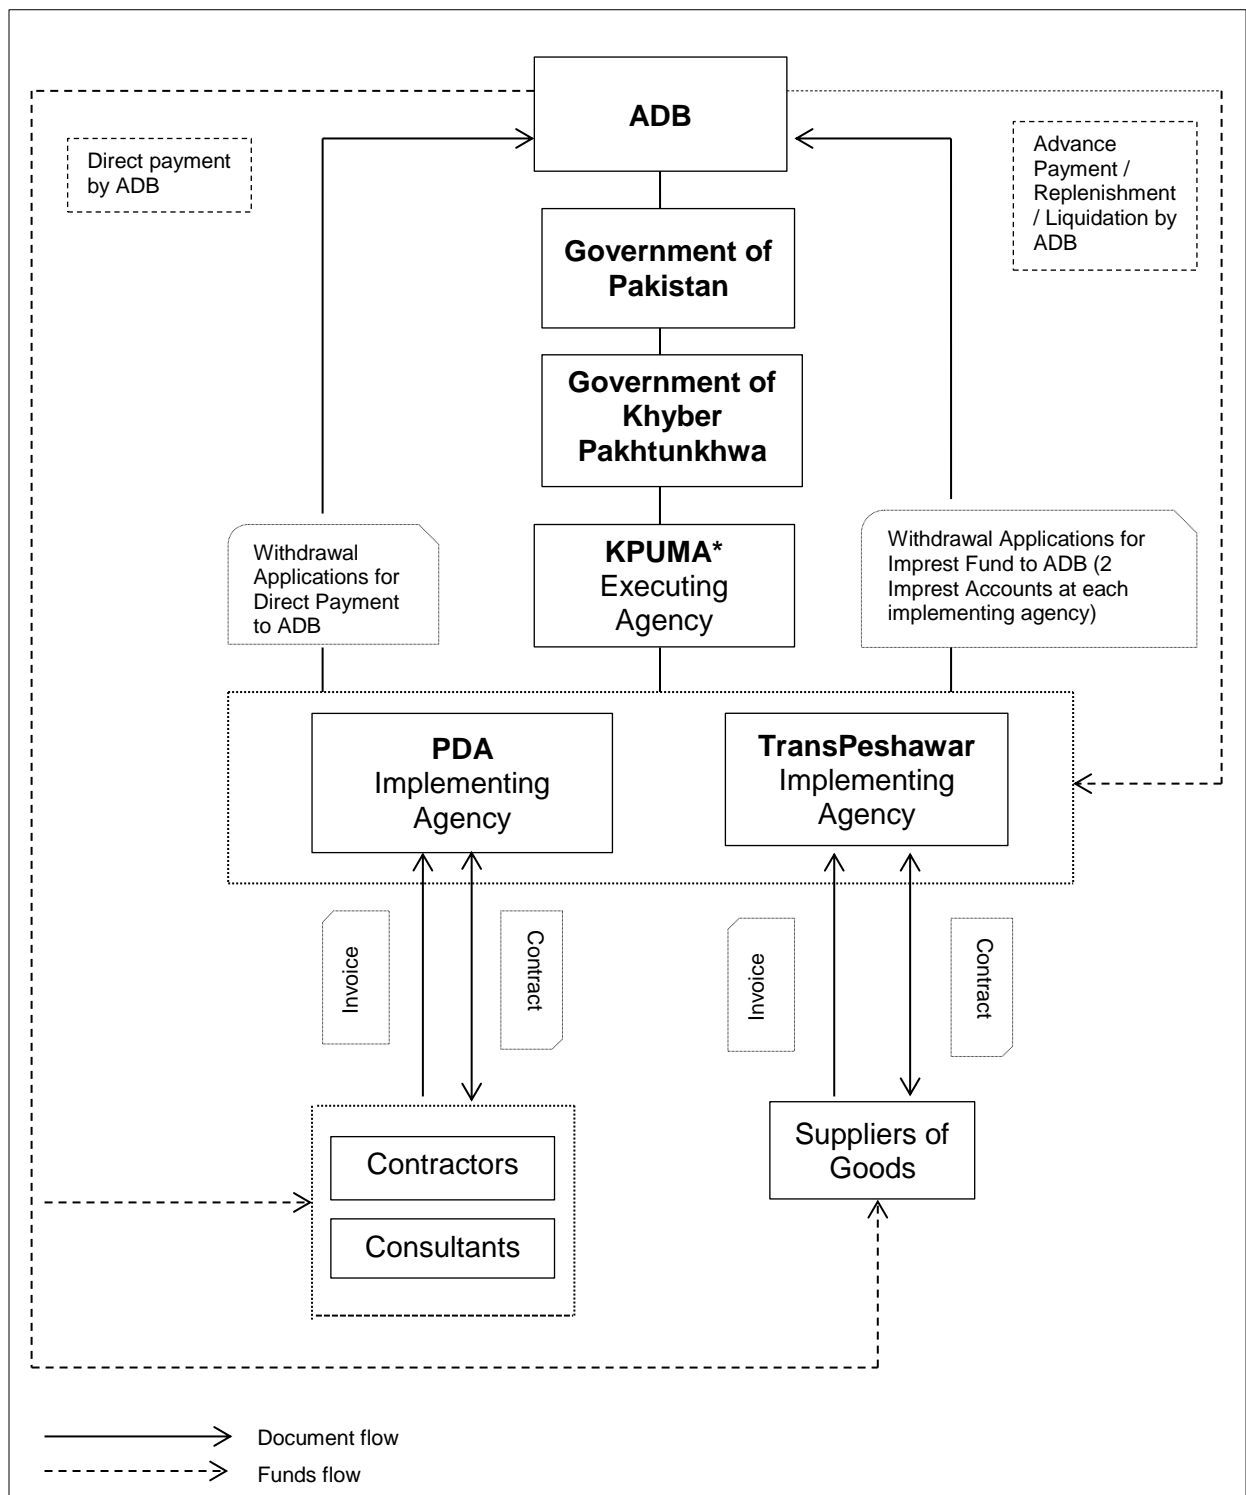 ADB
Direct payment
by ADB
Advance
Payment /
Replenishment
/ Liquidation by
ADB
Government of
Pakistan
Government of
Khyber
Pakhtunkhwa
Withdrawal
Applications for
Direct Payment
to ADB
KPUMA*
Executing
Agency
Withdrawal Applications for
Imprest Fund to ADB (2
Imprest Accounts at each
implementing agency)
PDA
Implementing
Agency
TransPeshawar
Implementing
Agency
Invoice
Contract
Invoice
Contract
Contractors
Consultants
Suppliers of
Goods
Document flow
Funds flow